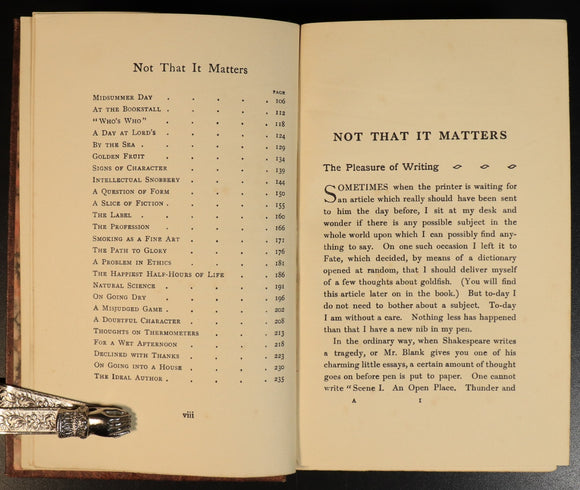 Not That It Matters
PAGE
MIDSUMMER DAY . . . . . 106
AT THE BOOKSTALL . . . . . 112
"WHO'S WHO" . . . . . 118
A DAY AT LORD'S . . . . . 124
BY THE SEA . . . . . 129
GOLDEN FRUIT . . . . . 134
SIGNS OF CHARACTER . . . . . 139
INTELLECTUAL SNOBBERY . . . . 144
A QUESTION OF FORM . . . . 150
A SLICE OF FICTION . . . . . 155
THE LABEL . . . . . 160
THE PROFESSION . . . . . 166
SMOKING AS A FINE ART . . . . 171
THE PATH TO GLORY . . . . 176
A PROBLEM IN ETHICS . . . . 181
THE HAPPIEST HALF-HOURS OF LIFE . . 186
NATURAL SCIENCE . . . . . 191
ON GOING DRY . . . . . 196
A MISJUDGED GAME . . . . . 202
A DOUBTFUL CHARACTER . . . . 208
THOUGHTS ON THERMOMETERS . . . 213
FOR A WET AFTERNOON . . . . 218
DECLINED WITH THANKS . . . . 223
ON GOING INTO A HOUSE . . . . 230
THE IDEAL AUTHOR . . . . . 235
viii
NOT THAT IT MATTERS
The Pleasure of Writing
SOMETIMES when the printer is waiting for
an article which really should have been sent
to him the day before, I sit at my desk and
wonder if there is any possible subject in the
whole world upon which I can possibly find any-
thing to say. On one such occasion I left it to
Fate, which decided, by means of a dictionary
opened at random, that I should deliver myself
of a few thoughts about goldfish. (You will find
this article later on in the book.) But to-day I
do not need to bother about a subject. To-day
I am without a care. Nothing less has happened
than that I have a new nib in my pen.
In the ordinary way, when Shakespeare writes
a tragedy, or Mr. Blank gives you one of his
charming little essays, a certain amount of thought
goes on before pen is put to paper. One cannot
write "Scene I. An Open Place. Thunder and
A 1